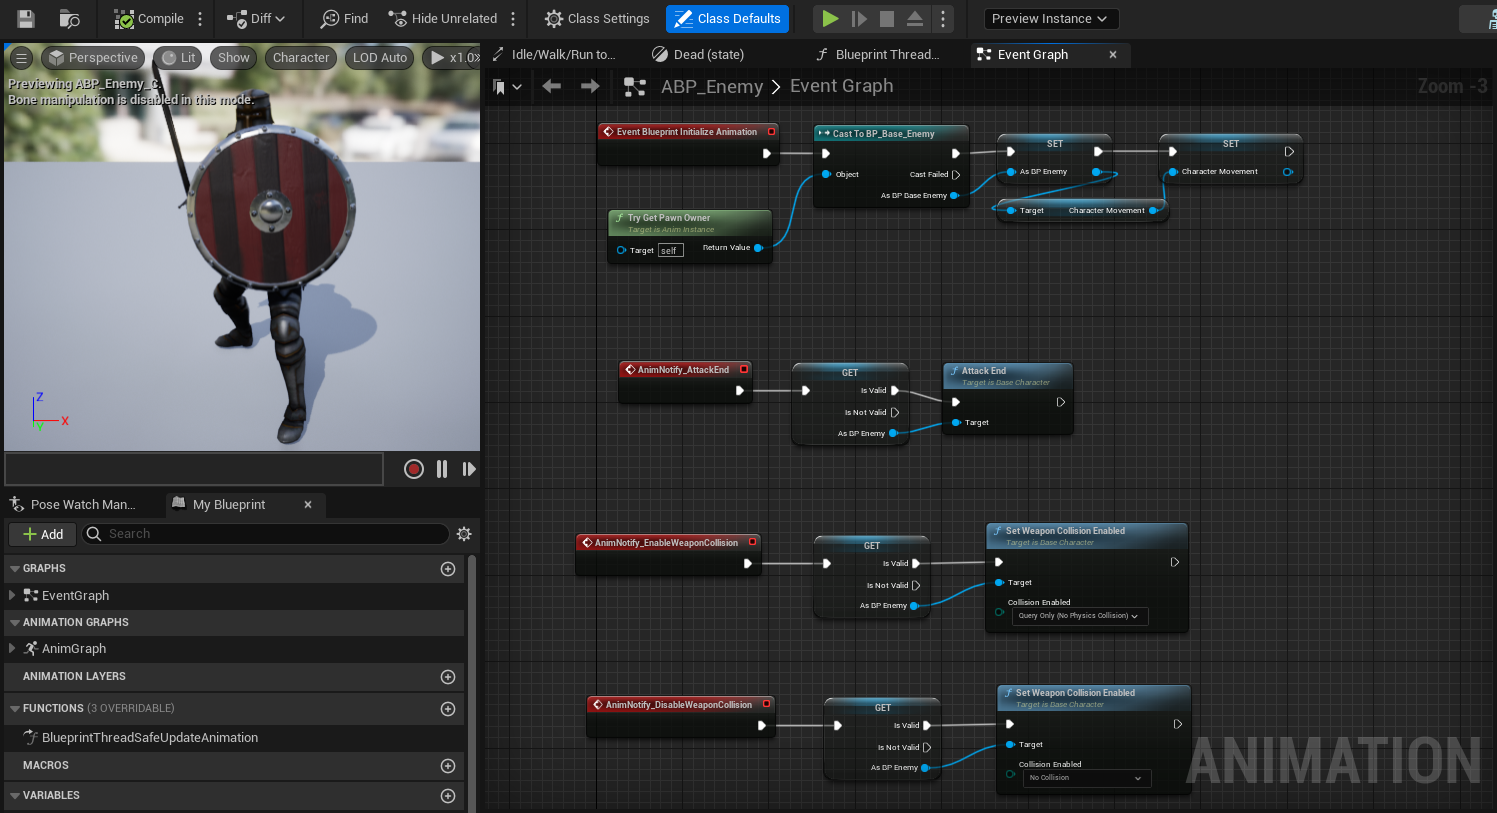 Compile
Diff
Find
Hide Unrelated
Class Settings
Class Defaults
Preview Instance
Perspective
Lit
Show
Character
LOD Auto
x1.0
Previewing ABP_Enemy_C.
Bone manipulation is disabled in this mode.
Z
X
Y
Idle/Walk/Run to...
Dead (state)
Blueprint Thread...
Event Graph
ABP_Enemy > Event Graph
Zoom -3
Event Blueprint Initialize Animation
Cast To BP_Base_Enemy
Object
Cast Failed
As BP Base Enemy
SET
As BP Enemy
SET
Character Movement
Target
Character Movement
Try Get Pawn Owner
Target is Anim Instance
Target self
Return Value
AnimNotify_AttackEnd
GET
Is Valid
Is Not Valid
As BP Enemy
Attack End
Target is Base Character
Target
AnimNotify_EnableWeaponCollision
GET
Is Valid
Is Not Valid
As BP Enemy
Set Weapon Collision Enabled
Target is Base Character
Target
Collision Enabled
Query Only (No Physics Collision)
AnimNotify_DisableWeaponCollision
GET
Is Valid
Is Not Valid
As BP Enemy
Set Weapon Collision Enabled
Target is Base Character
Target
Collision Enabled
No Collision
ANIMATION
Pose Watch Man...
My Blueprint
Add
Search
GRAPHS
EventGraph
ANIMATION GRAPHS
AnimGraph
ANIMATION LAYERS
FUNCTIONS (3 OVERRIDABLE)
BlueprintThreadSafeUpdateAnimation
MACROS
VARIABLES